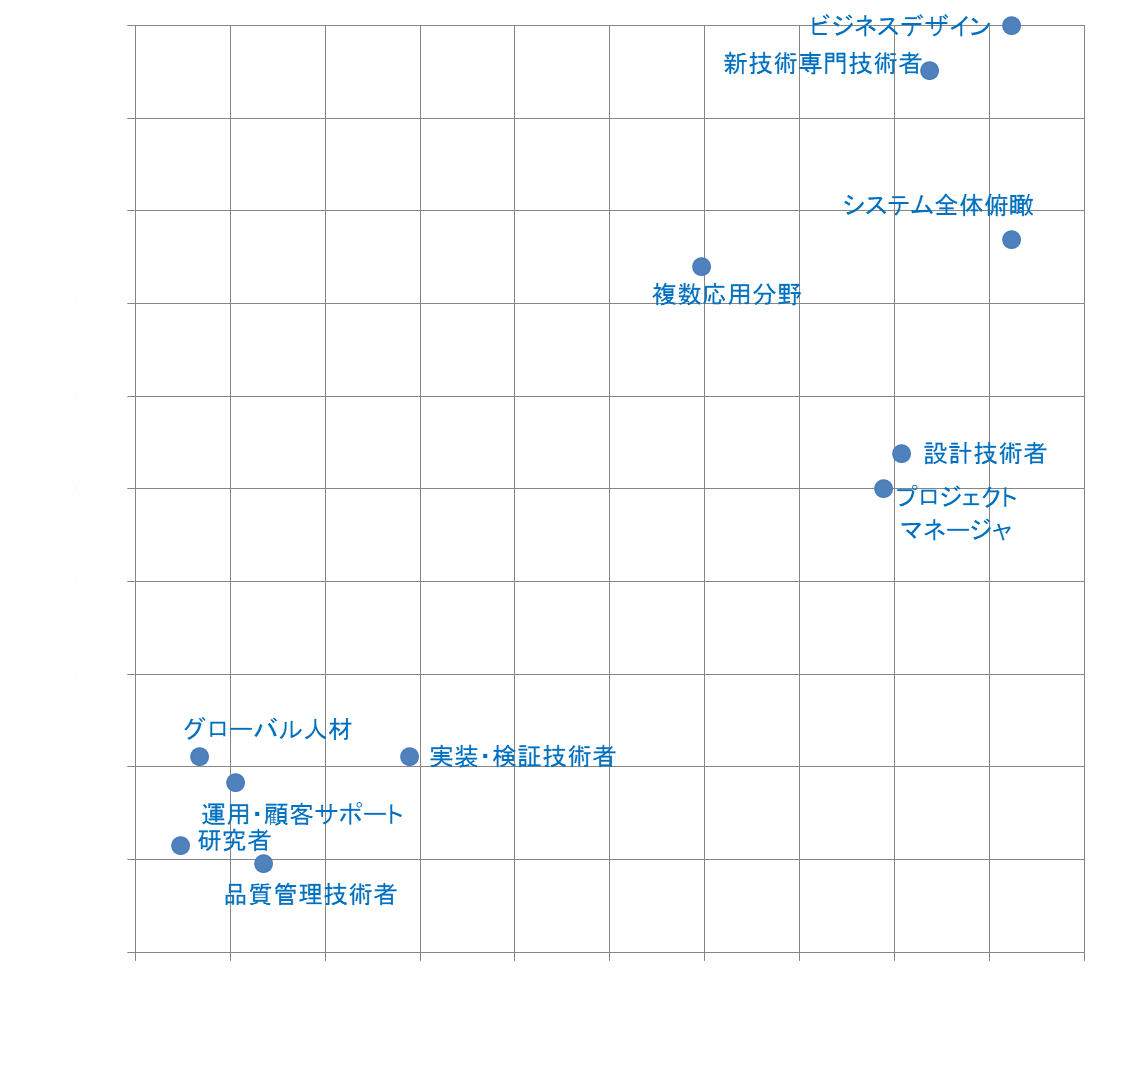 ビジネスデザイン
新技術専門技術者
システム全体俯瞰
複数応用分野
設計技術者
プロジェクト
マネージャ
グローバル人材
実装・検証技術者
運用・顧客サポート
研究者
品質管理技術者